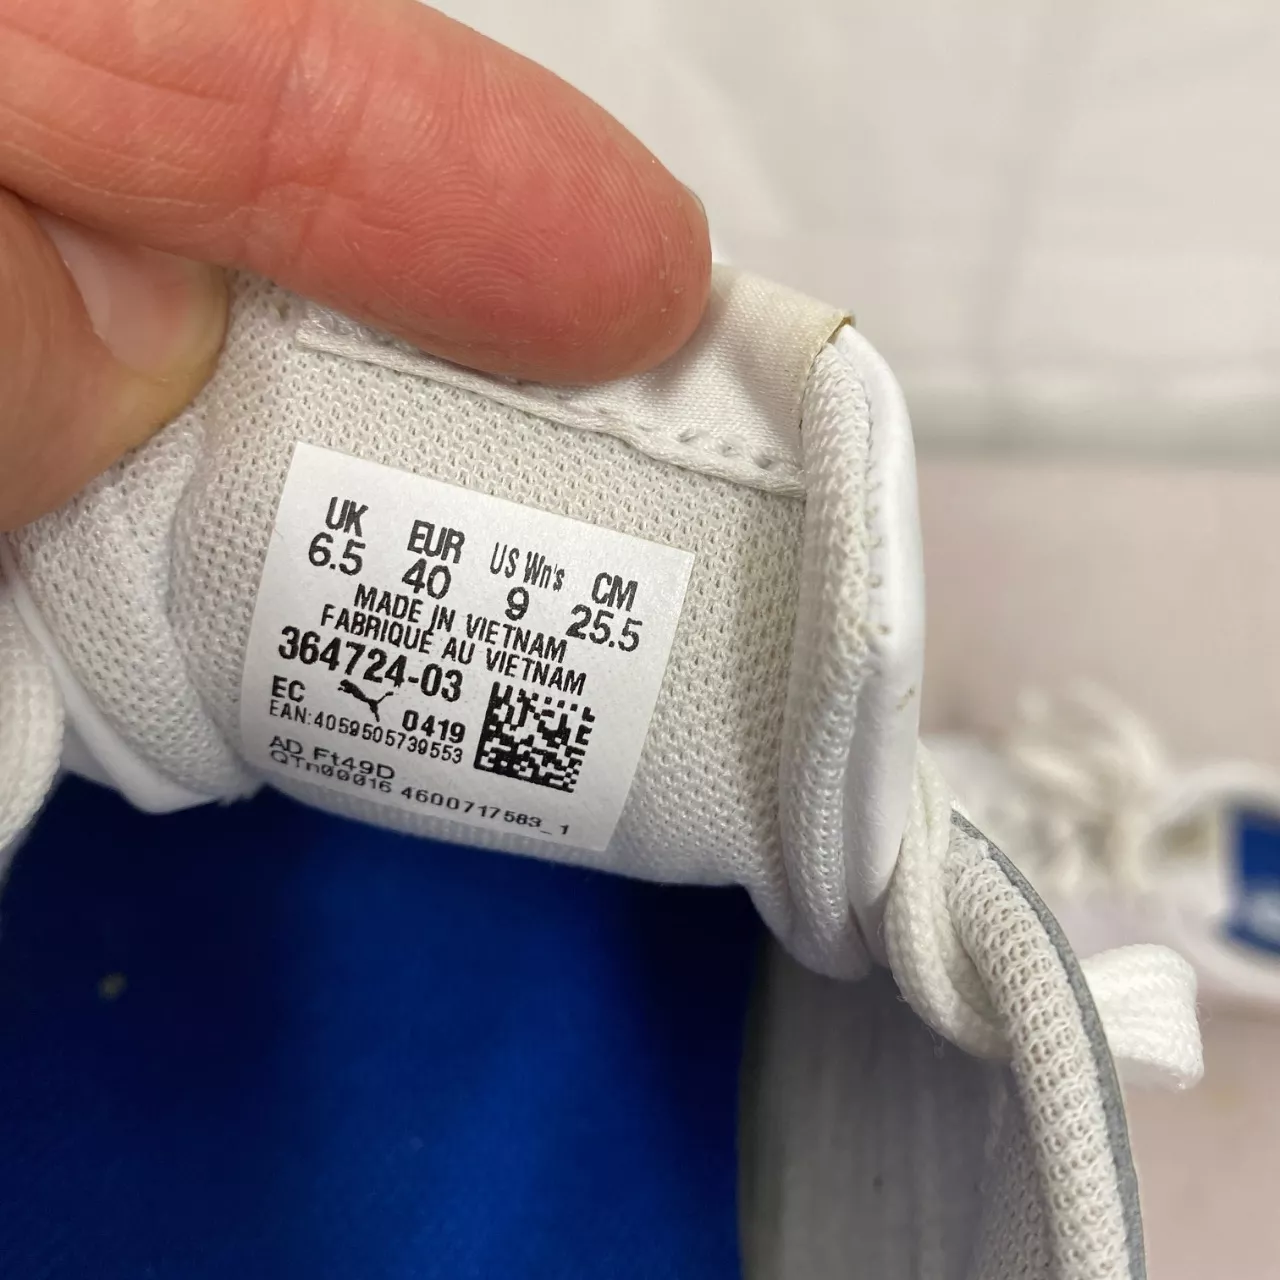 UK EUR US Wn's CM
6.5 40 9 25.5
MADE IN VIETNAM
FABRIQUÉ AU VIETNAM
364724-03
EC 0419
EAN:4059505739553
AD Ft49D
QTn00016 4600717583_1